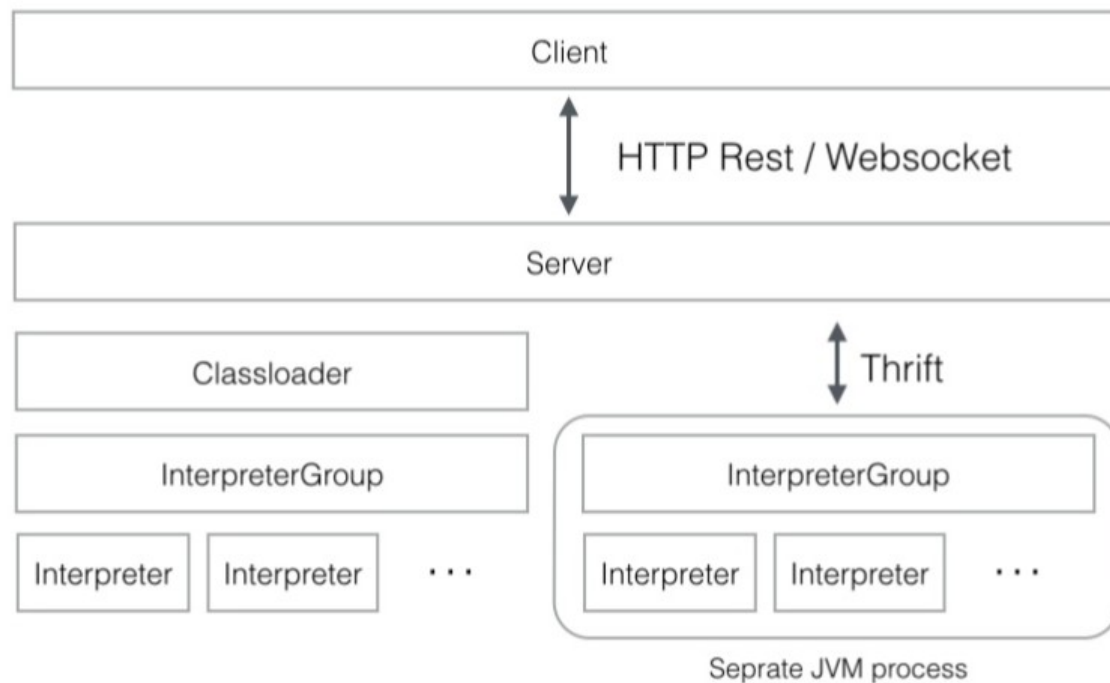 Client
HTTP Rest / Websocket
Server
Classloader
Thrift
InterpreterGroup
InterpreterGroup
Interpreter Interpreter ...
Interpreter Interpreter ...
Seprate JVM process